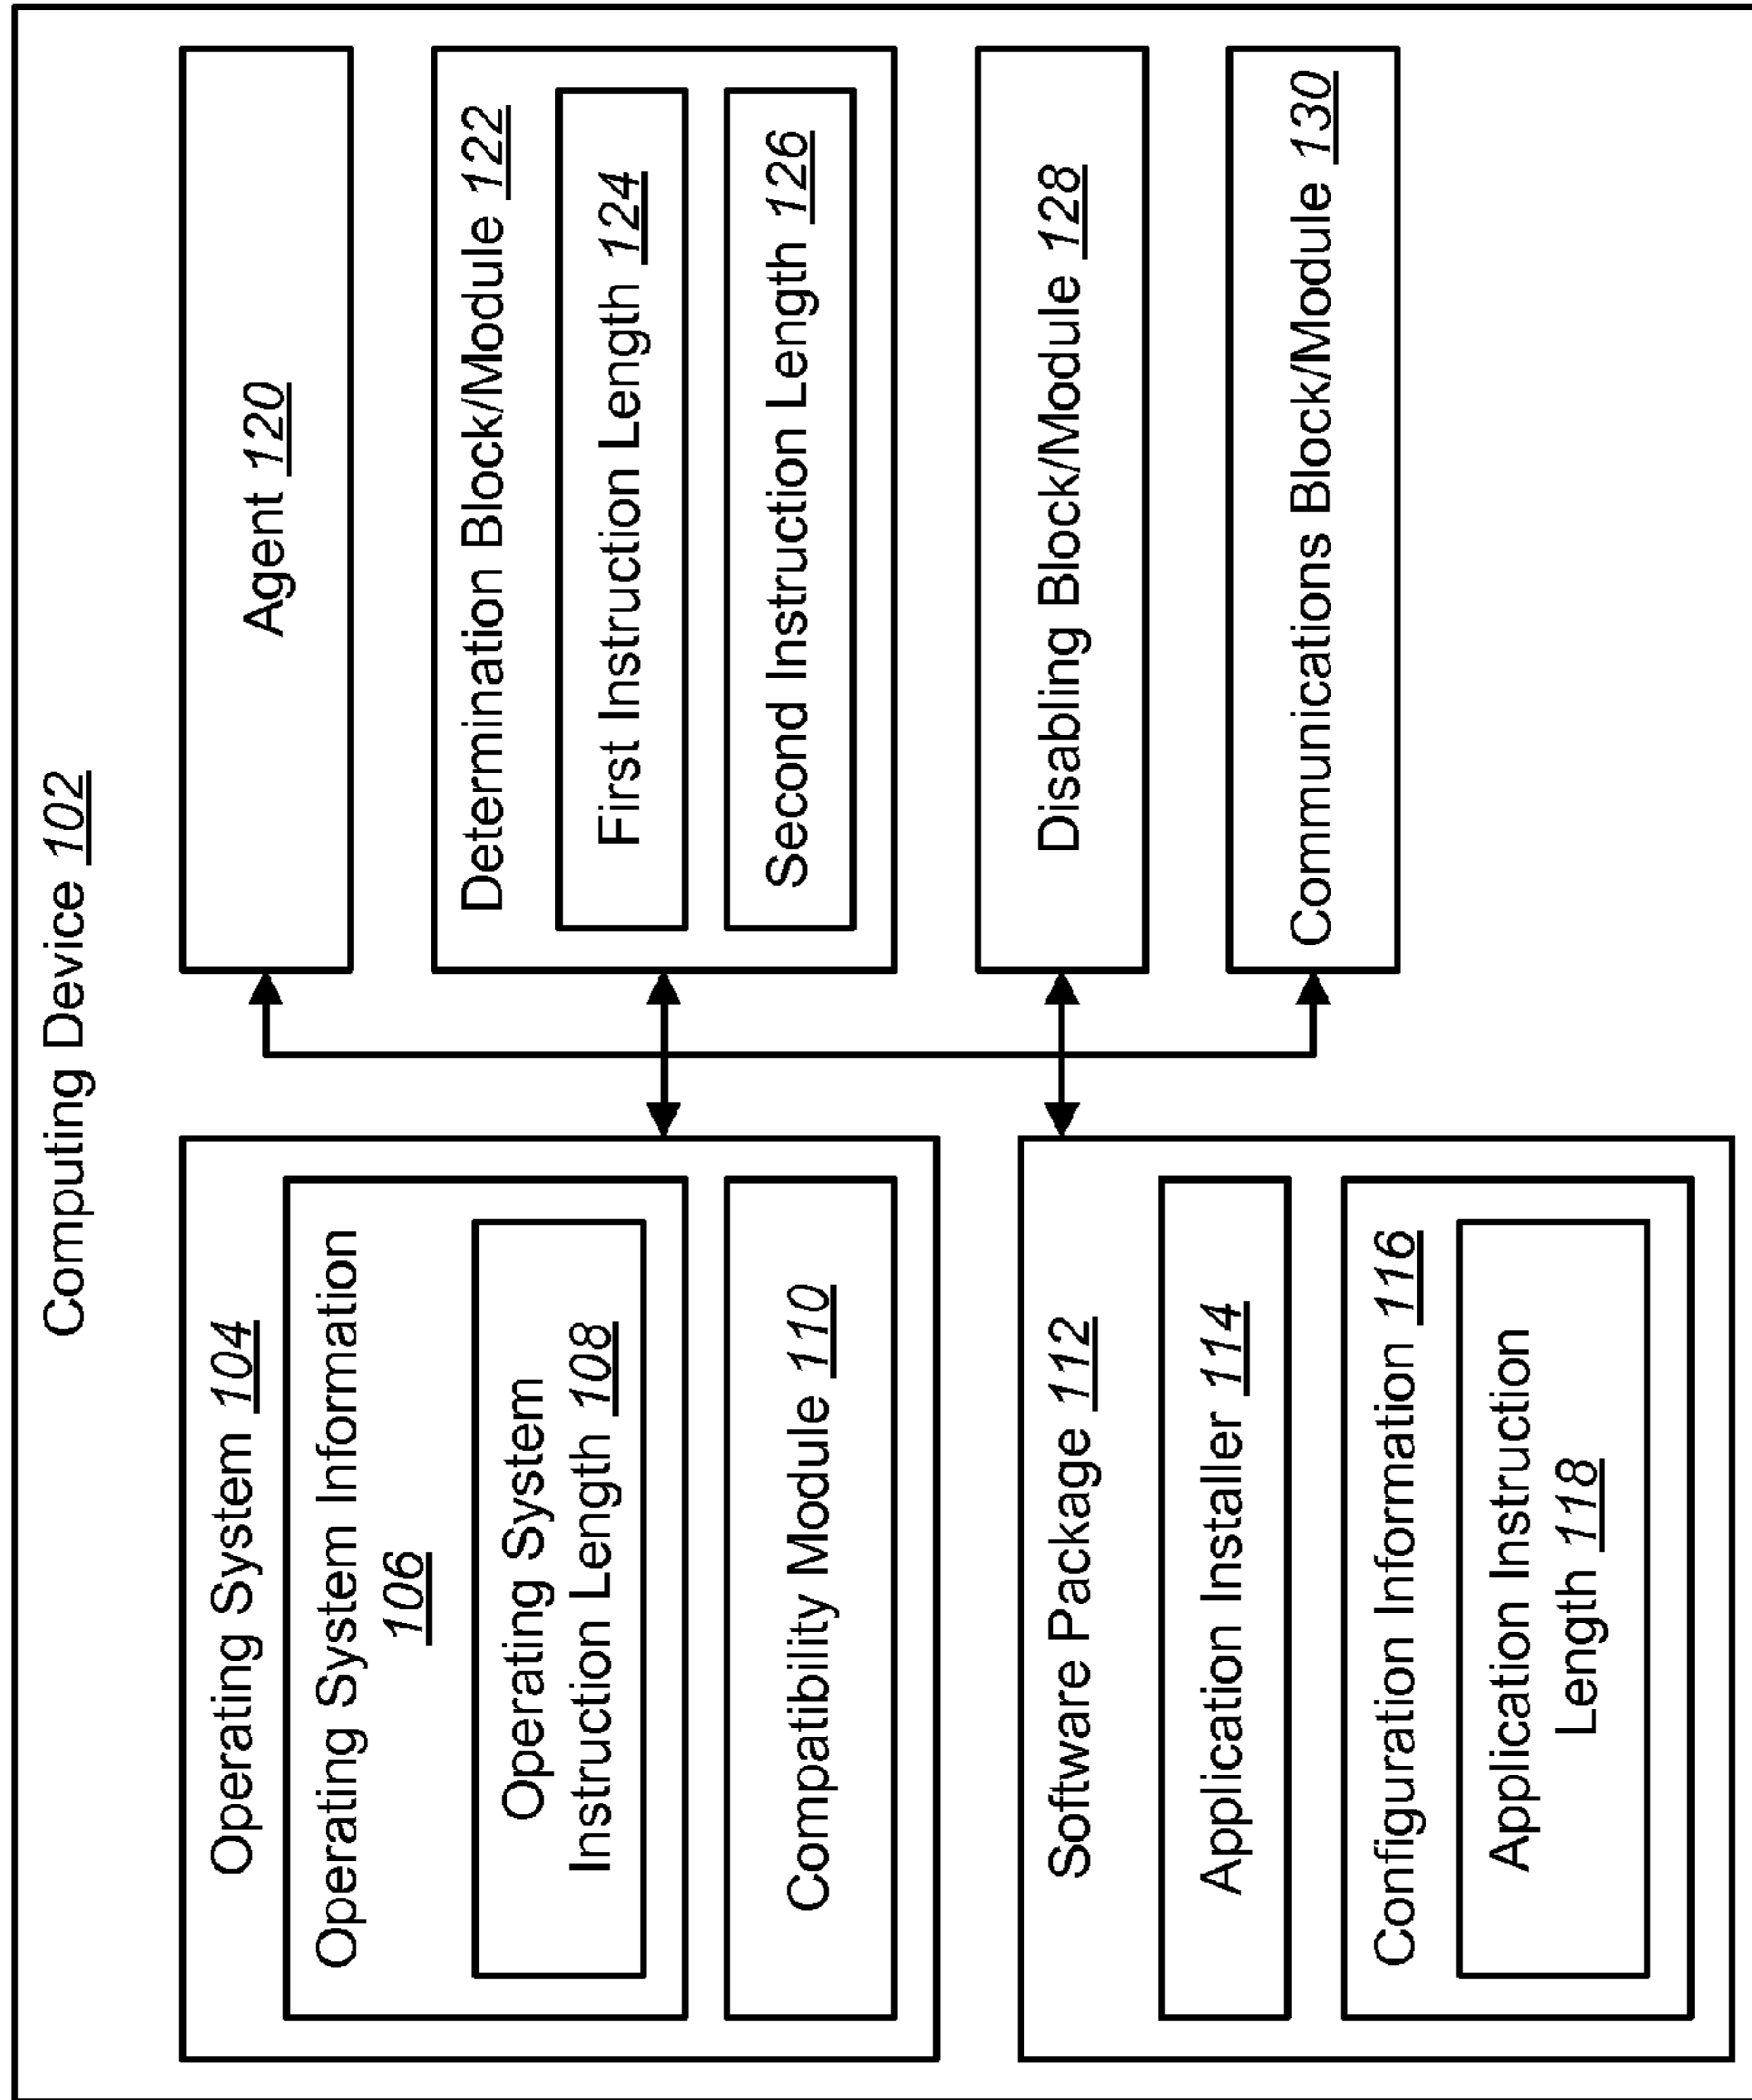 Computing Device 102
Operating System 104
Operating System Information
106
Operating System
Instruction Length 108
Compatibility Module 110
Software Package 112
Application Installer 114
Configuration Information 116
Application Instruction
Length 118
Agent 120
Determination Block/Module 122
First Instruction Length 124
Second Instruction Length 126
Disabling Block/Module 128
Communications Block/Module 130